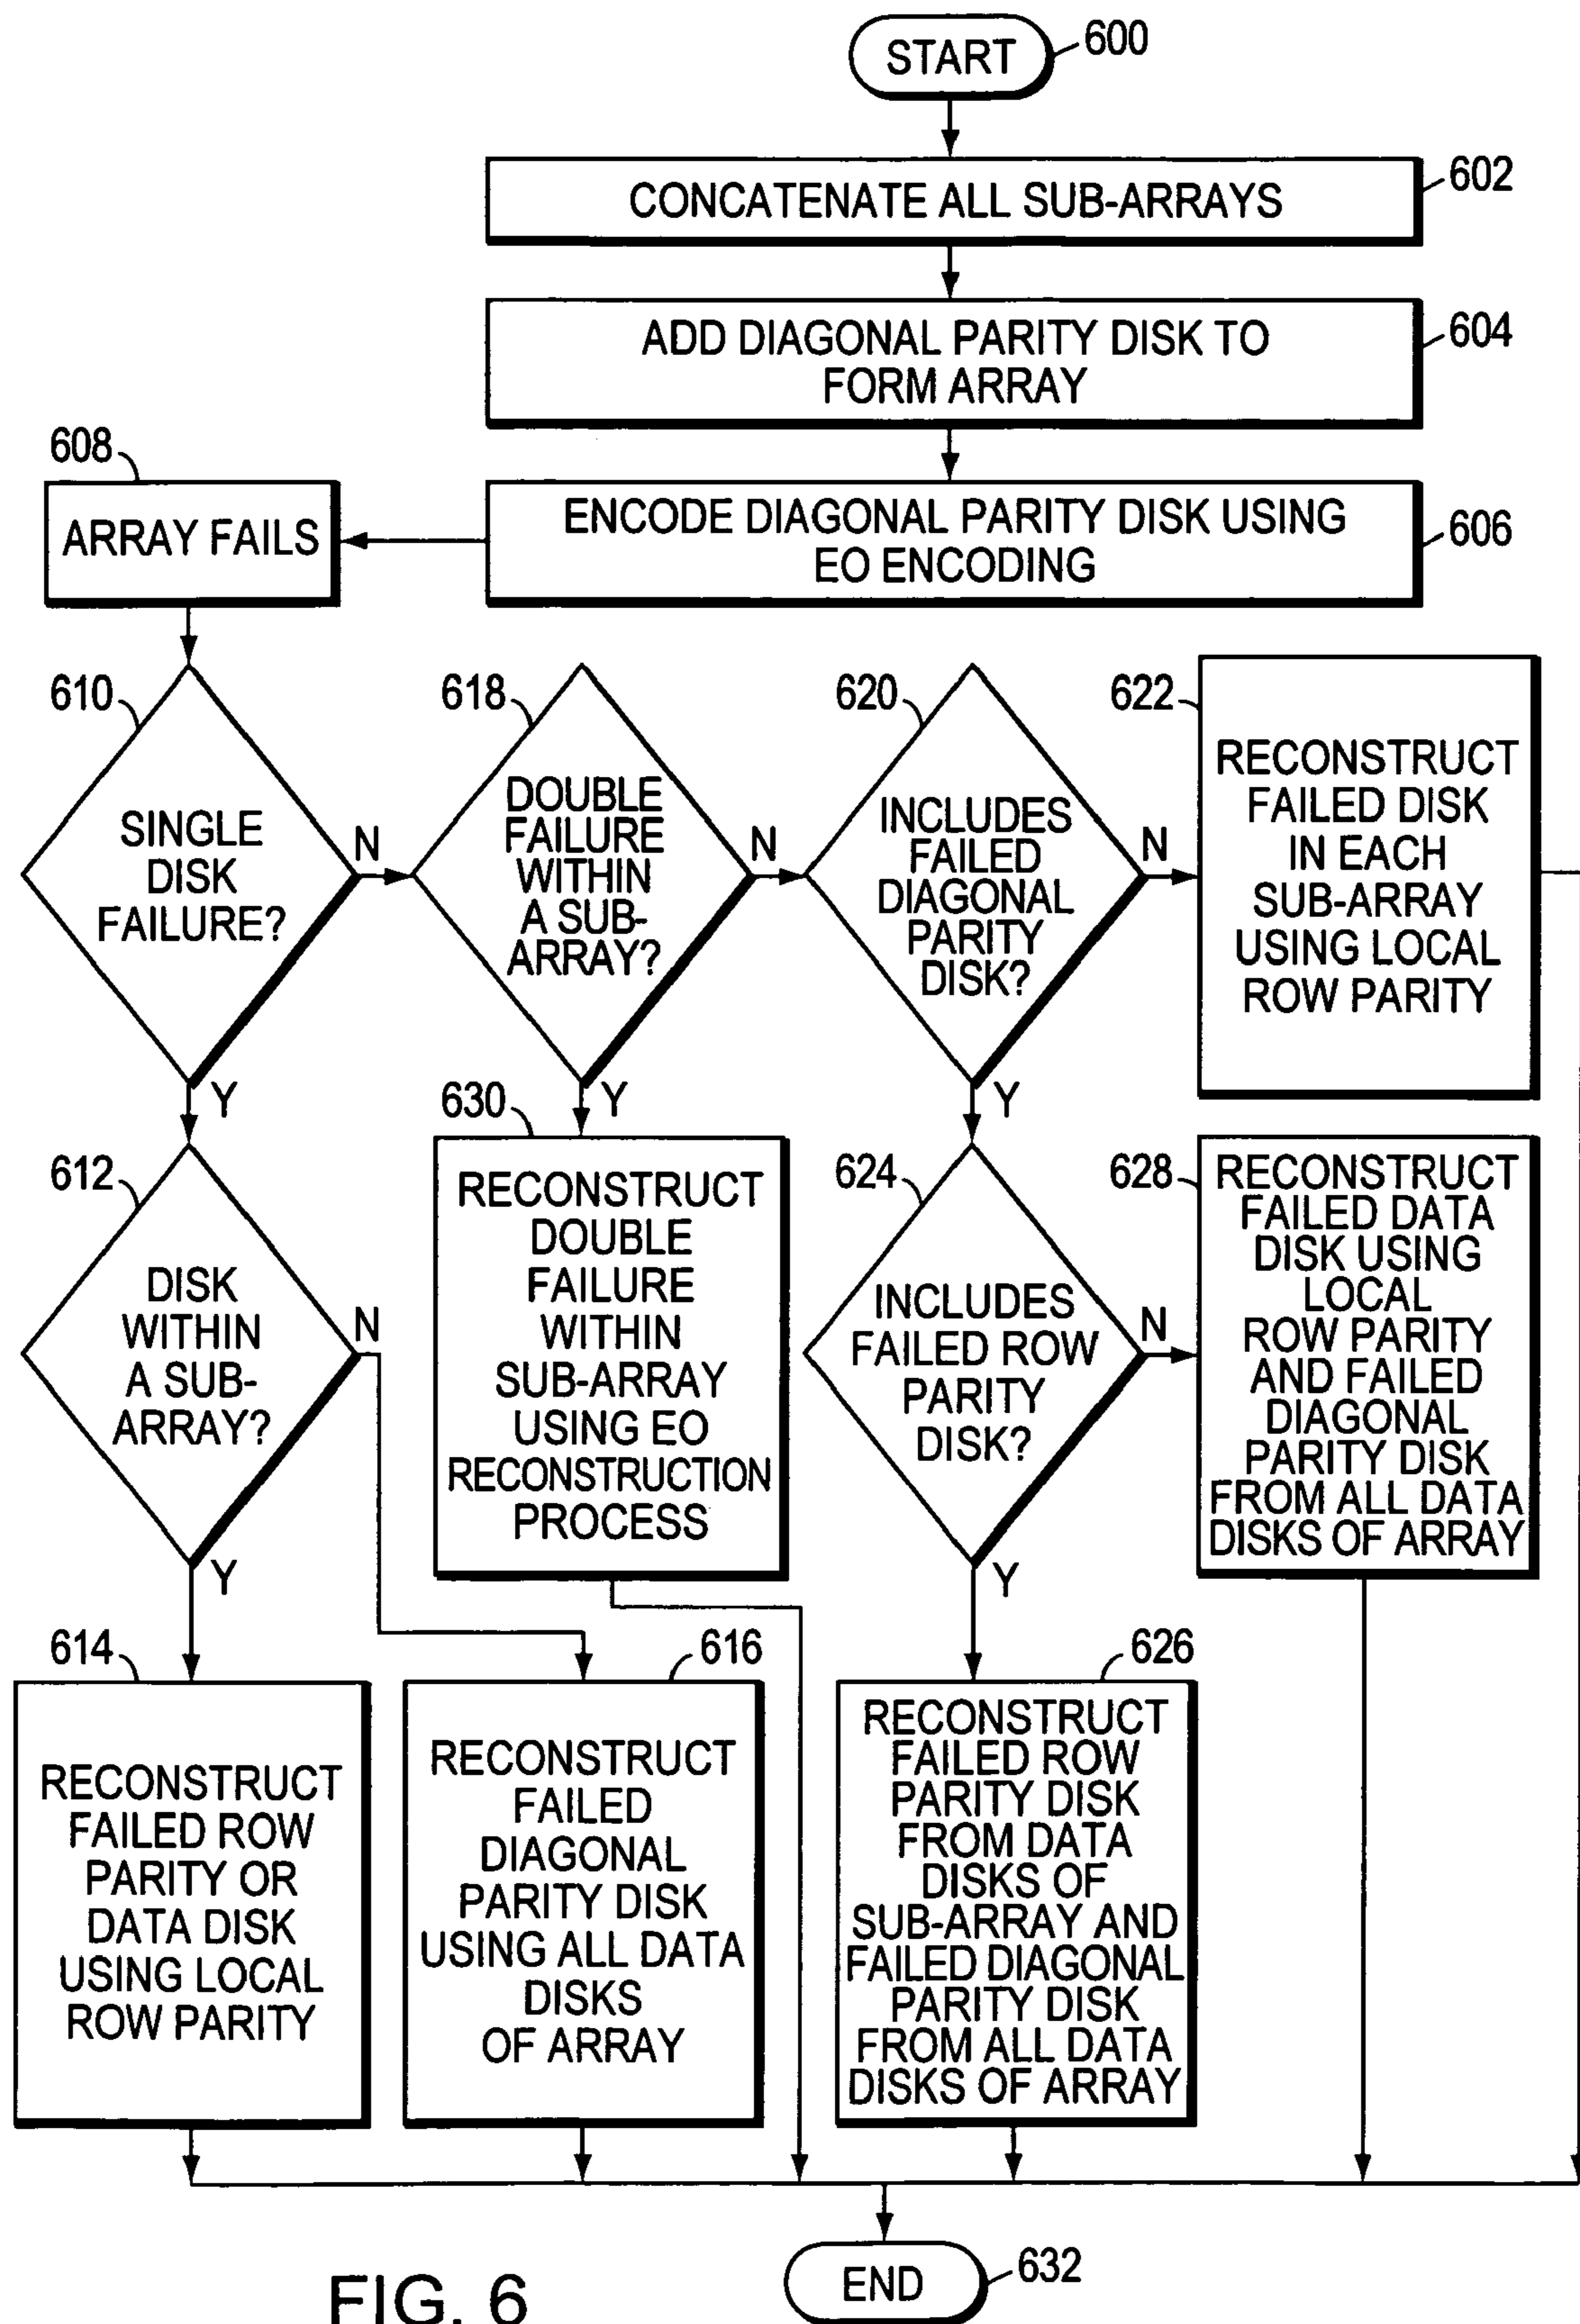 START
600
CONCATENATE ALL SUB-ARRAYS
602
ADD DIAGONAL PARITY DISK TO
FORM ARRAY
604
608
ARRAY FAILS
ENCODE DIAGONAL PARITY DISK USING
EO ENCODING
606
610
SINGLE
DISK
FAILURE?
N
Y
618
DOUBLE
FAILURE
WITHIN
A SUB-
ARRAY?
N
Y
620
INCLUDES
FAILED
DIAGONAL
PARITY
DISK?
N
Y
622
RECONSTRUCT
FAILED DISK
IN EACH
SUB-ARRAY
USING LOCAL
ROW PARITY
612
DISK
WITHIN
A SUB-
ARRAY?
N
Y
630
RECONSTRUCT
DOUBLE
FAILURE
WITHIN
SUB-ARRAY
USING EO
RECONSTRUCTION
PROCESS
624
INCLUDES
FAILED ROW
PARITY
DISK?
N
Y
628
RECONSTRUCT
FAILED DATA
DISK USING
LOCAL
ROW PARITY
AND FAILED
DIAGONAL
PARITY DISK
FROM ALL DATA
DISKS OF ARRAY
614
RECONSTRUCT
FAILED ROW
PARITY OR
DATA DISK
USING LOCAL
ROW PARITY
616
RECONSTRUCT
FAILED
DIAGONAL
PARITY DISK
USING ALL DATA
DISKS
OF ARRAY
626
RECONSTRUCT
FAILED ROW
PARITY DISK
FROM DATA
DISKS OF
SUB-ARRAY AND
FAILED DIAGONAL
PARITY DISK
FROM ALL DATA
DISKS OF ARRAY
END
632
FIG. 6